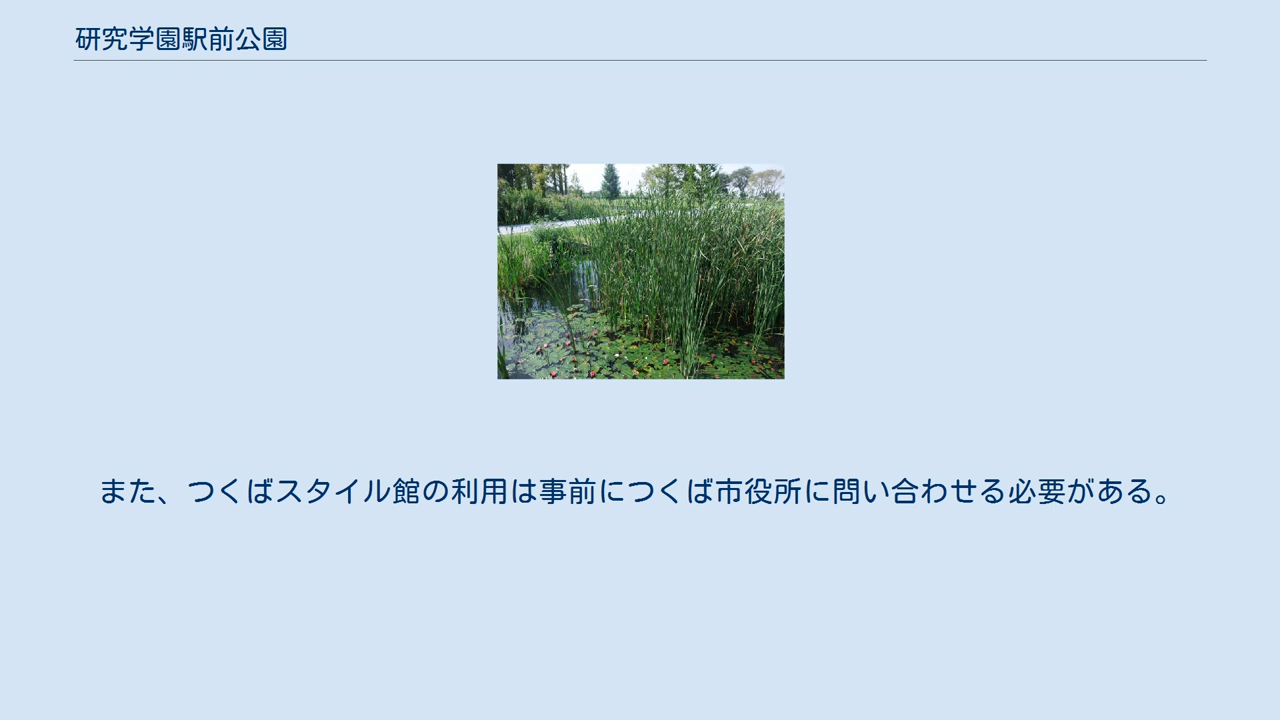 研究学園駅前公園
また、つくばスタイル館の利用は事前につくば市役所に問い合わせる必要がある。